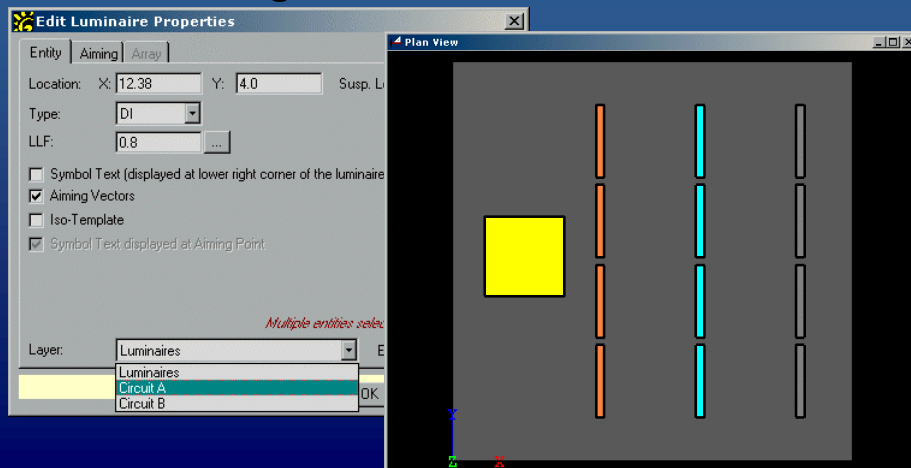 Edit Luminaire Properties
Entity Aiming Array
Location: X: 12.38 Y: 4.0 Susp.
Type: DI
LLF: 0.8 ...
Symbol Text (displayed at lower right corner of the luminaire
Aiming Vectors
Iso-Template
Symbol Text displayed at Aiming Point
Multiple entities
Layer: Luminaires
Luminaires
Circuit A
Circuit B
OK
Plan View
Y
Z X